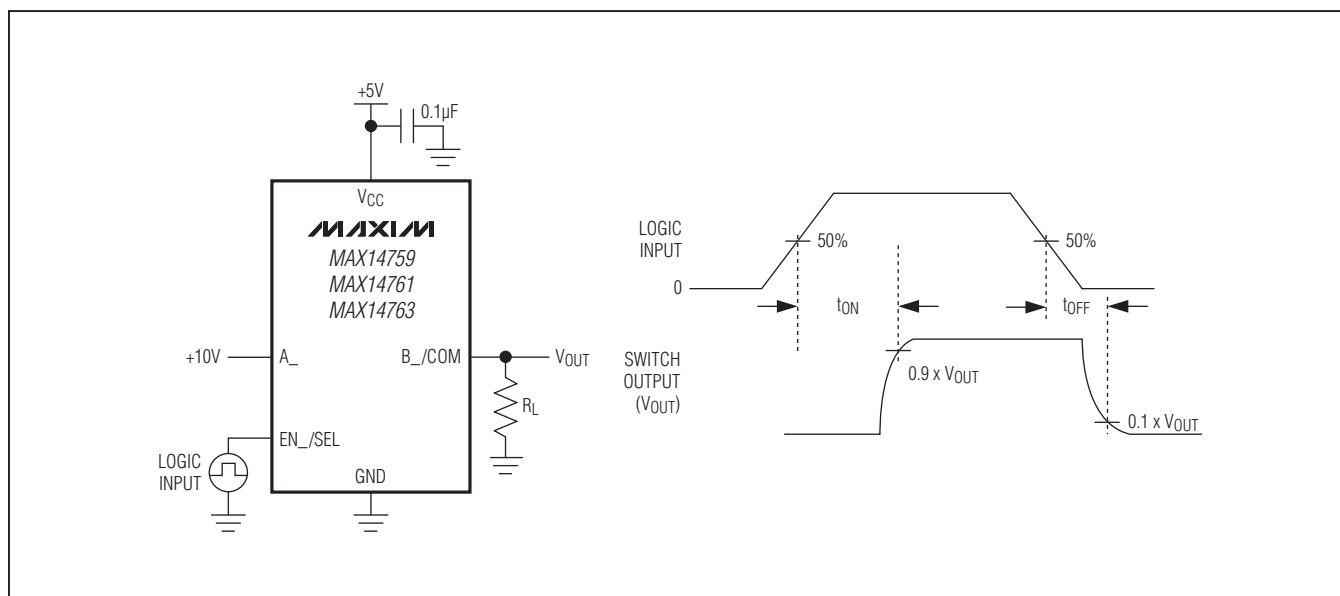 +5V
0.1µF
VCC
MAXIM
MAX14759
MAX14761
MAX14763
+10V
A_
B_/COM
VOUT
RL
EN_/SEL
LOGIC
INPUT
GND
LOGIC
INPUT
50%
50%
0
tON
tOFF
SWITCH
OUTPUT
(VOUT)
0.9 x VOUT
0.1 x VOUT